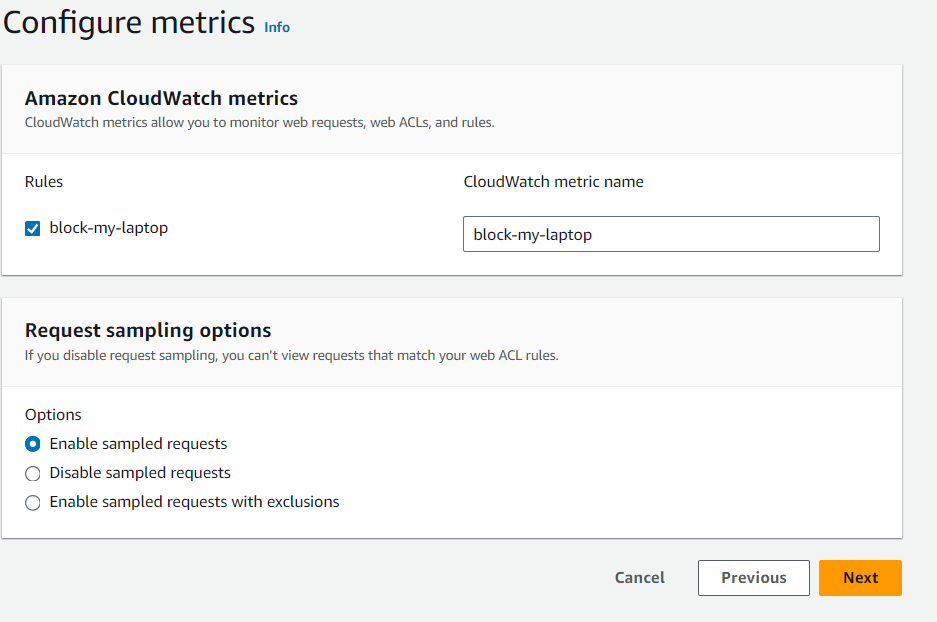 Configure metrics Info
Amazon CloudWatch metrics
CloudWatch metrics allow you to monitor web requests, web ACLs, and rules.
Rules
CloudWatch metric name
block-my-laptop
block-my-laptop
Request sampling options
If you disable request sampling, you can’t view requests that match your web ACL rules.
Options
Enable sampled requests
Disable sampled requests
Enable sampled requests with exclusions
Cancel
Previous
Next